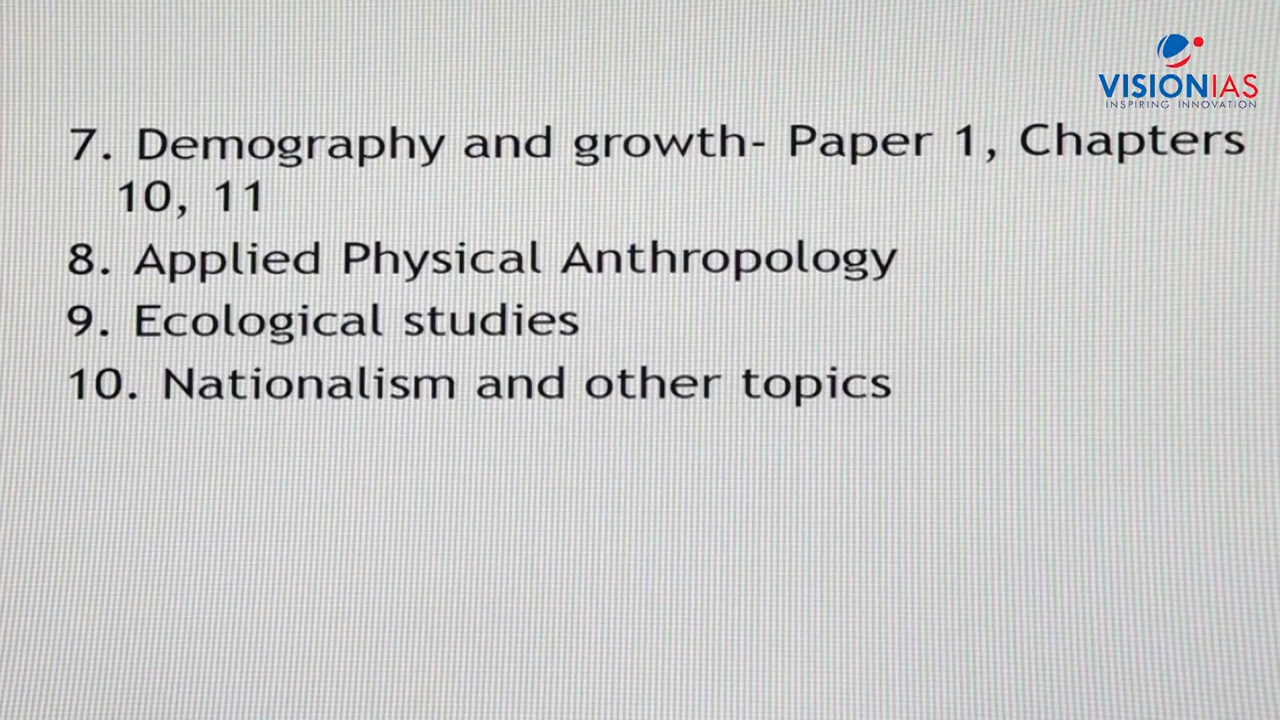 VISIONIAS
INSPIRING INNOVATION
7. Demography and growth- Paper 1, Chapters
10, 11
8. Applied Physical Anthropology
9. Ecological studies
10. Nationalism and other topics